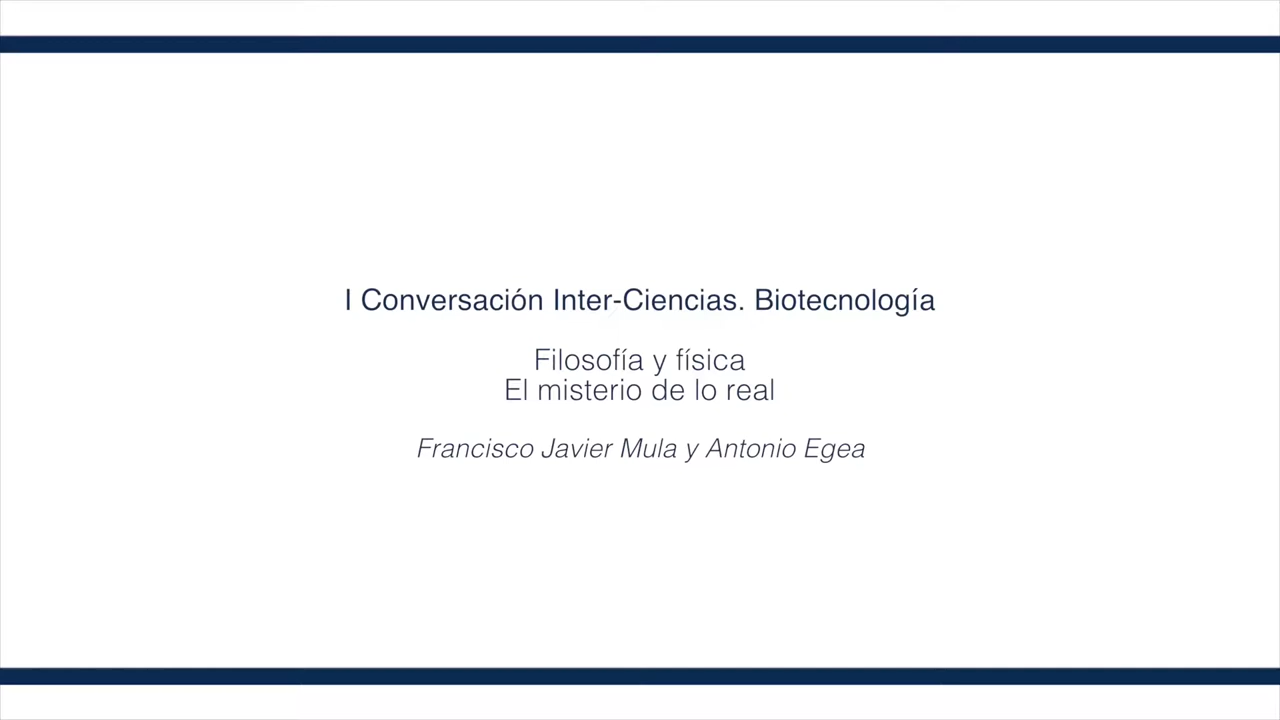 I Conversación Inter-Ciencias. Biotecnología
Filosofía y física
El misterio de lo real
Francisco Javier Mula y Antonio Egea